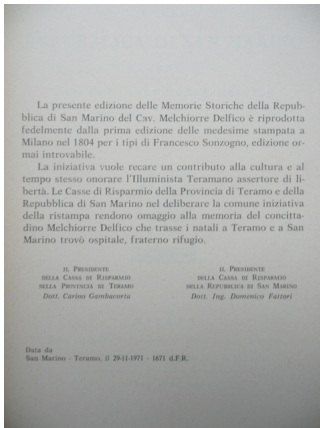 La presente edizione delle Memorie Storiche della Repub-
blica di San Marino del Cav. Melchiorre Delfico è riprodotta
fedelmente dalla prima edizione delle medesime stampata a
Milano nel 1804 per i tipi di Francesco Sonzogno, edizione or-
mai introvabile.
La iniziativa vuole recare un contributo alla cultura e al
tempo stesso onorare l'Illuminista Teramano assertore di li-
bertà. Le Casse di Risparmio della Provincia di Teramo e della
Repubblica di San Marino nel deliberare la comune iniziativa
della ristampa rendono omaggio alla memoria del concitta-
dino Melchiorre Delfico che trasse i natali a Teramo e a San
Marino trovò ospitale, fraterno rifugio.
IL PRESIDENTE
DELLA CASSA DI RISPARMIO
DELLA PROVINCIA DI TERAMO
Dott. Carino Gambacorta
IL PRESIDENTE
DELLA CASSA DI RISPARMIO
DELLA REPUBBLICA DI SAN MARINO
Dott. Ing. Domenico Fattori
Data da
San Marino - Teramo, il 29-11-1971 - 1671 d.F.R.